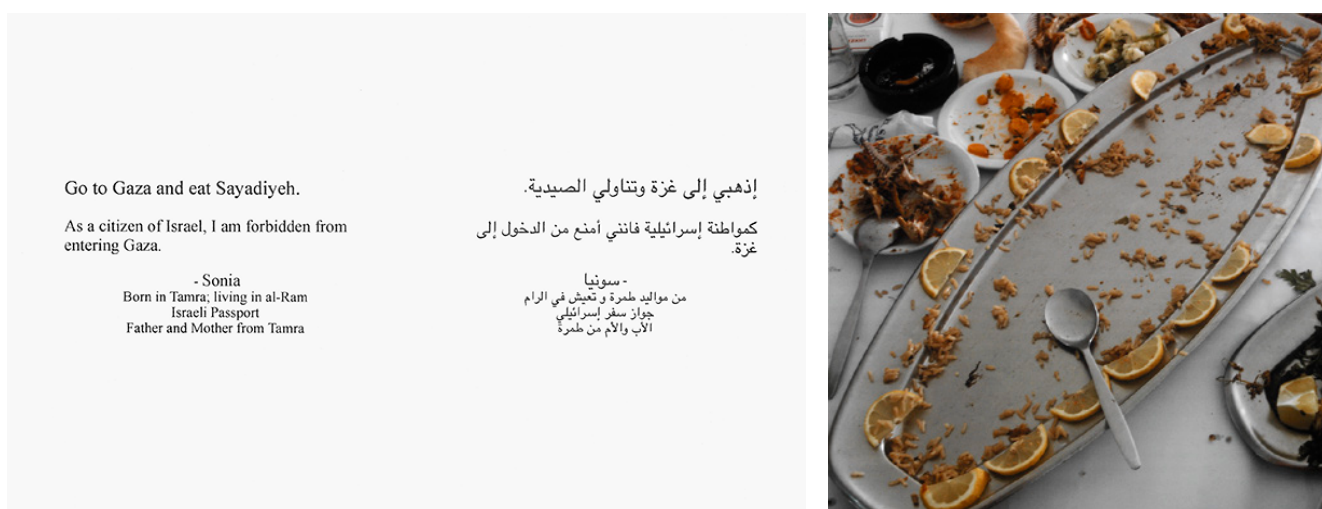 Go to Gaza and eat Sayadiyeh.
As a citizen of Israel, I am forbidden from
entering Gaza.
- Sonia
Born in Tamra; living in al-Ram
Israeli Passport
Father and Mother from Tamra
إذهبي إلى غزة وتناولي الصيدية.
كمواطنة إسرائيلية فانني أمنع من الدخول إلى
غزة.
- سونيا
من مواليد طمرة و تعيش في الرام
جواز سفر إسرائيلي
الأب والأم من طمرة